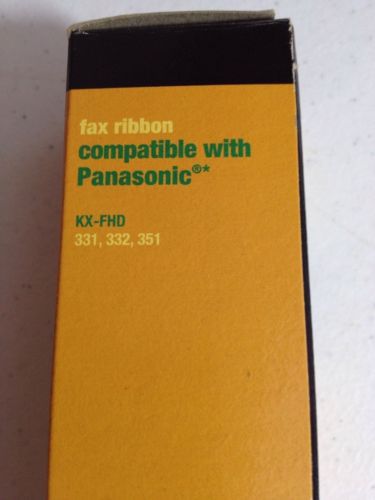 fax ribbon
compatible with
Panasonic®*
KX-FHD
331, 332, 351